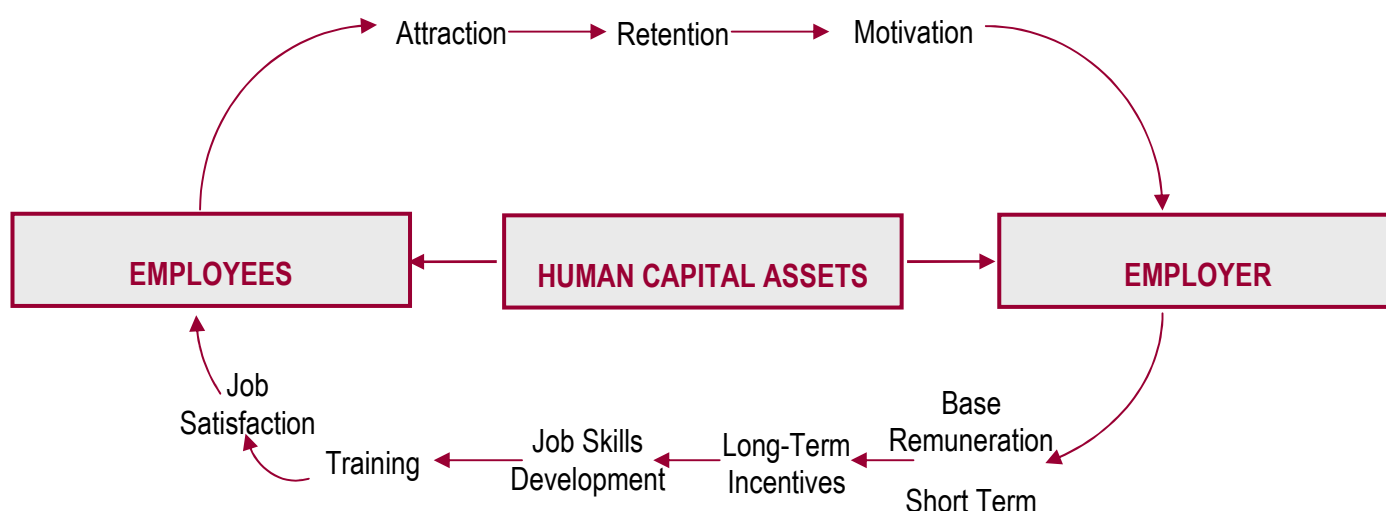 Attraction
Retention
Motivation
EMPLOYEES
HUMAN CAPITAL ASSETS
EMPLOYER
Job
Satisfaction
Training
Job Skills
Development
Long-Term
Incentives
Base
Remuneration
Short Term